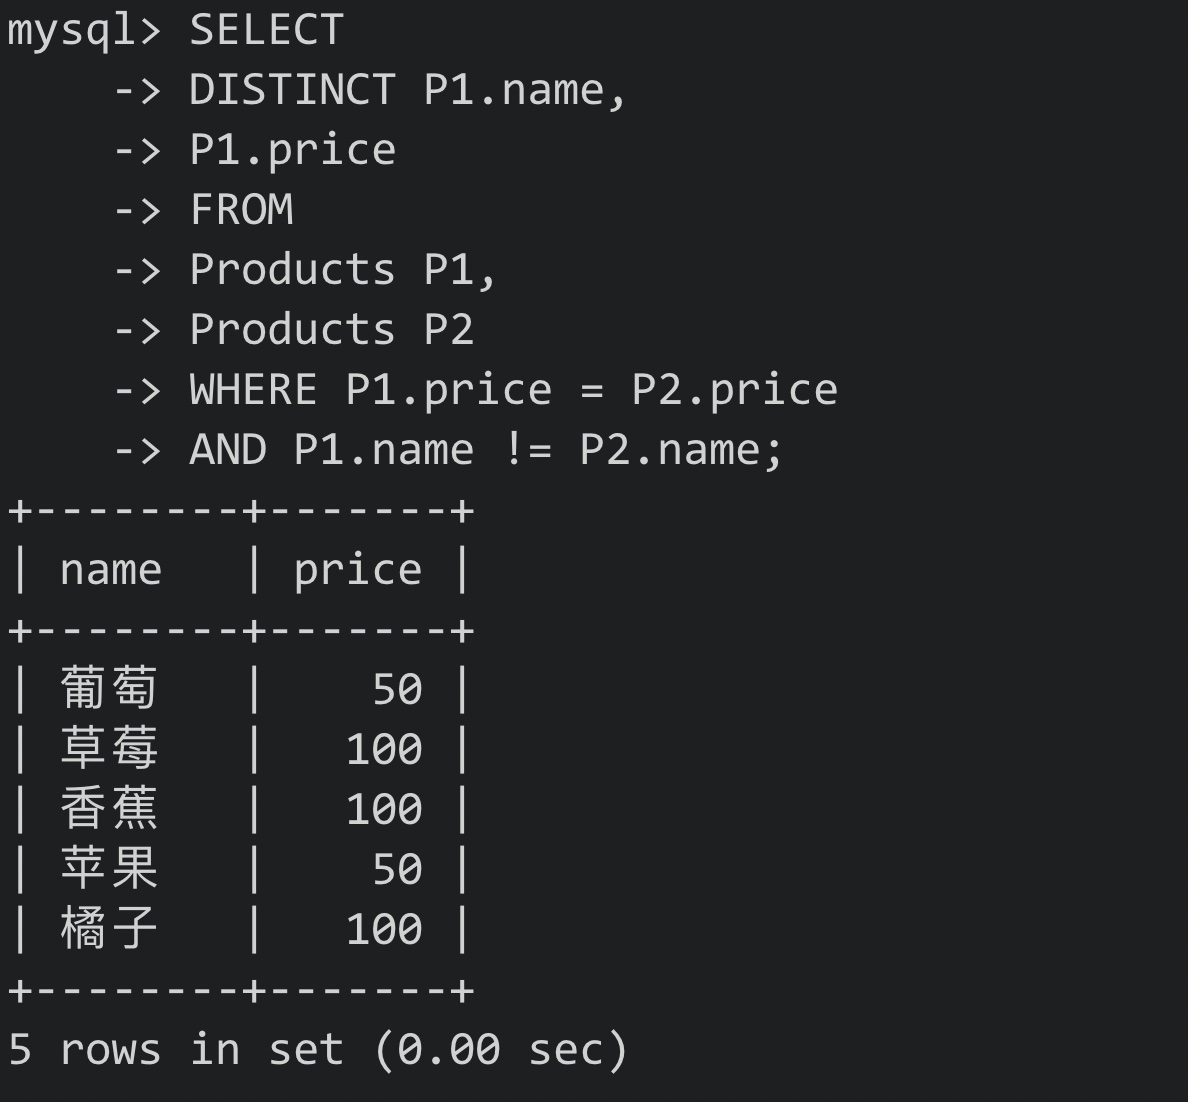 mysql> SELECT
    -> DISTINCT P1.name,
    -> P1.price
    -> FROM
    -> Products P1,
    -> Products P2
    -> WHERE P1.price = P2.price
    -> AND P1.name != P2.name;
+--------+-------+
| name   | price |
+--------+-------+
| 葡萄   |    50 |
| 草莓   |   100 |
| 香蕉   |   100 |
| 苹果   |    50 |
| 橘子   |   100 |
+--------+-------+
5 rows in set (0.00 sec)